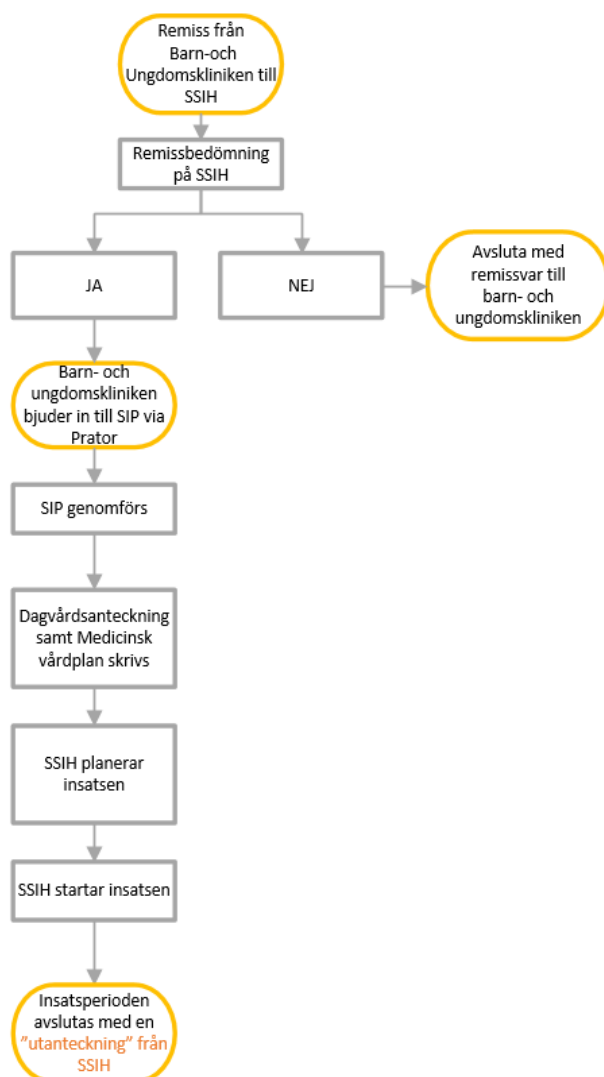 Remiss från
Barn-och
Ungdomskliniken till
SSIH
Remissbedömning
på SSIH
JA
NEJ
Avsluta med
remissvar till
barn- och
ungdomskliniken
Barn- och
ungdomskliniken
bjuder in till SIP via
Prator
SIP genomförs
Dagvårdsanteckning
samt Medicinsk
vårdplan skrivs
SSIH planerar
insatsen
SSIH startar insatsen
Insatsperioden
avslutas med en
”utanteckning” från
SSIH